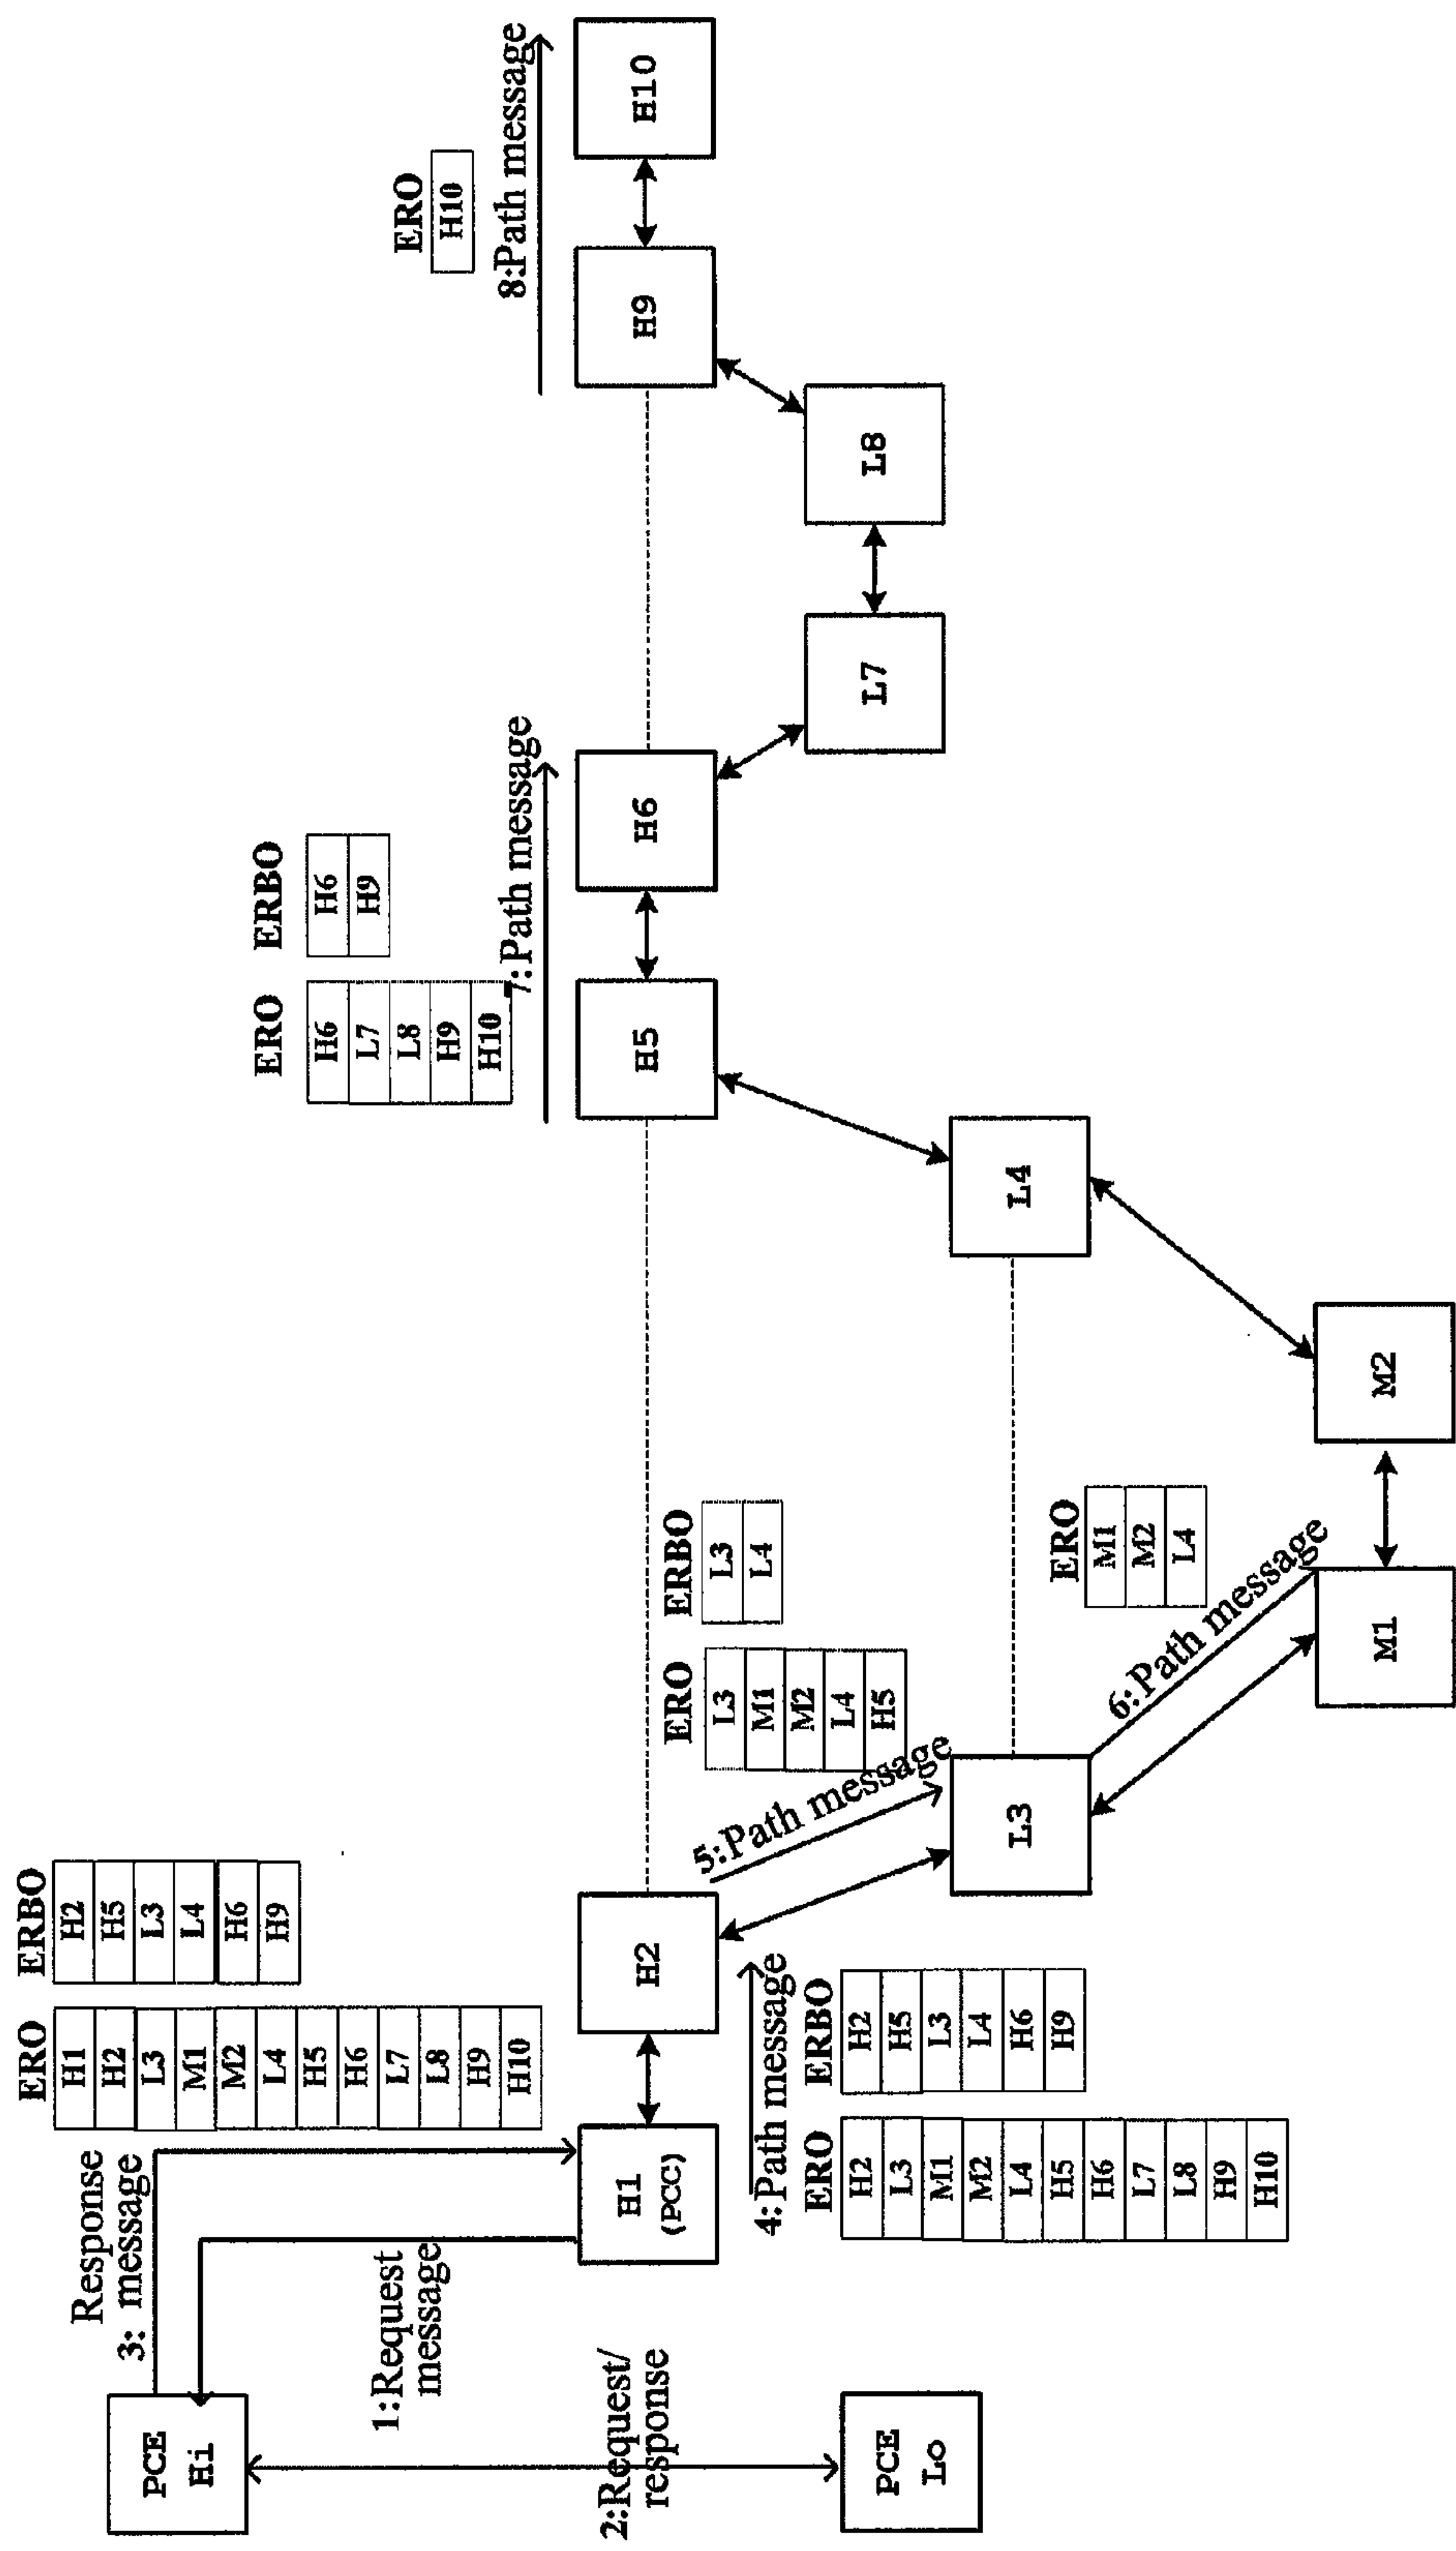 PCE
Hi
PCE
Lo
1:Request
message
2:Request/
response
Response
3: message
H1
(PCC)
ERO
H1
H2
L3
M1
M2
L4
H5
H6
L7
L8
H9
H10
ERBO
H2
H5
L3
L4
H6
H9
4:Path message
ERO
H2
L3
M1
M2
L4
H5
H6
L7
L8
H9
H10
ERBO
H2
H5
L3
L4
H6
H9
H2
5:Path message
ERO
L3
M1
M2
L4
H5
ERBO
L3
L4
L3
6:Path message
ERO
M1
M2
L4
M1
M2
L4
H5
7:Path message
ERO
H6
L7
L8
H9
H10
ERBO
H6
H9
H6
L7
L8
H9
8:Path message
ERO
H10
H10